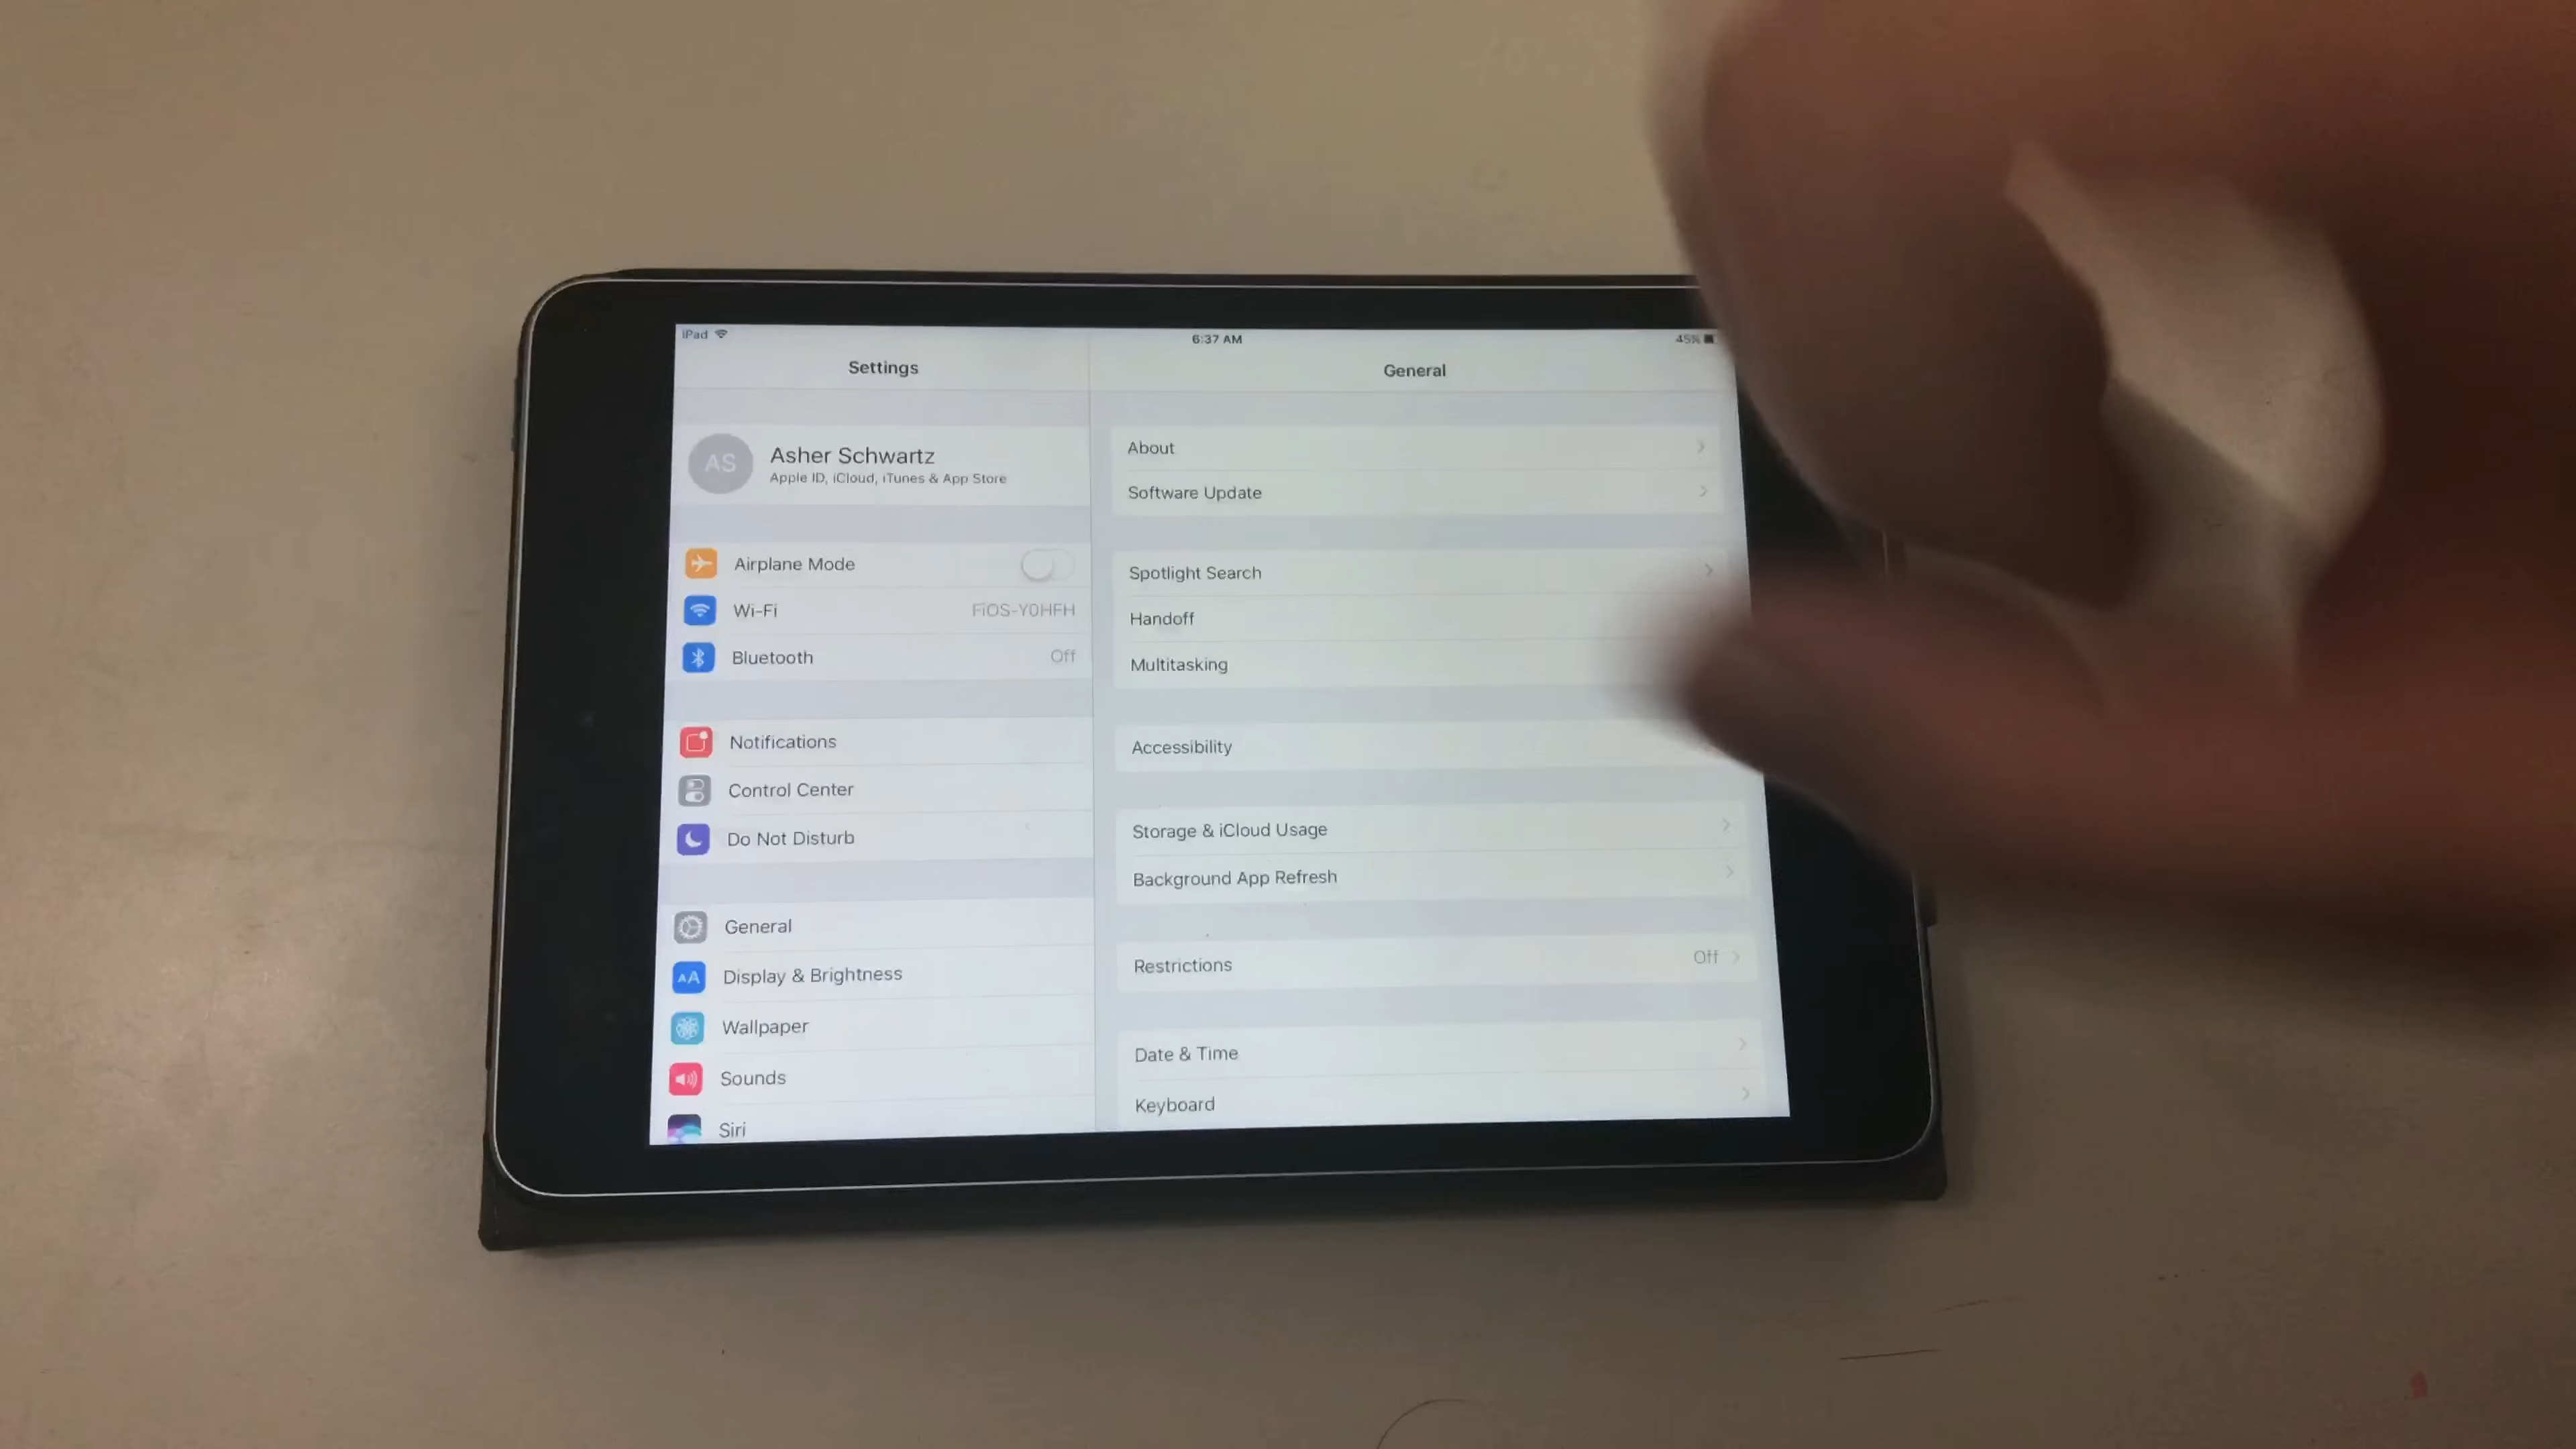 iPad
6:37 AM
45%
Settings
General
AS
Asher Schwartz
Apple ID, iCloud, iTunes & App Store
Airplane Mode
Wi-Fi
FiOS-Y0HFH
Bluetooth
Off
Notifications
Control Center
Do Not Disturb
General
AA
Display & Brightness
Wallpaper
Sounds
Siri
About
Software Update
Spotlight Search
Handoff
Multitasking
Accessibility
Storage & iCloud Usage
Background App Refresh
Restrictions
Off
Date & Time
Keyboard